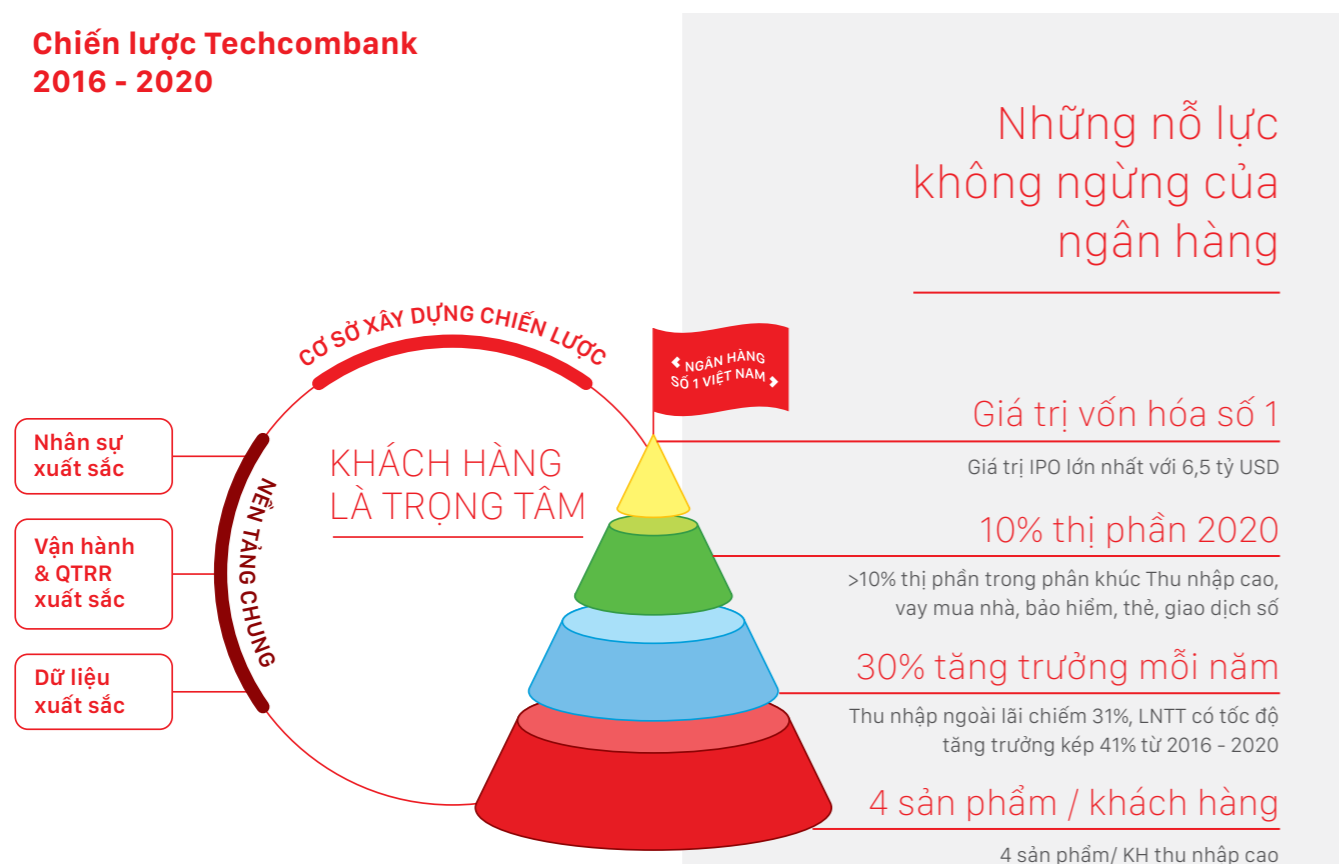 Chiến lược Techcombank
2016 - 2020
Những nỗ lực
không ngừng của
ngân hàng
CƠ SỞ XÂY DỰNG CHIẾN LƯỢC
NGÂN HÀNG
SỐ 1 VIỆT NAM
NỀN TẢNG CHUNG
Nhân sự
xuất sắc
Vận hành
& QTRR
xuất sắc
Dữ liệu
xuất sắc
KHÁCH HÀNG
LÀ TRỌNG TÂM
Giá trị vốn hóa số 1
Giá trị IPO lớn nhất với 6,5 tỷ USD
10% thị phần 2020
>10% thị phần trong phân khúc Thu nhập cao,
vay mua nhà, bảo hiểm, thẻ, giao dịch số
30% tăng trưởng mỗi năm
Thu nhập ngoài lãi chiếm 31%, LNTT có tốc độ
tăng trưởng kép 41% từ 2016 - 2020
4 sản phẩm / khách hàng
4 sản phẩm/ KH thu nhập cao